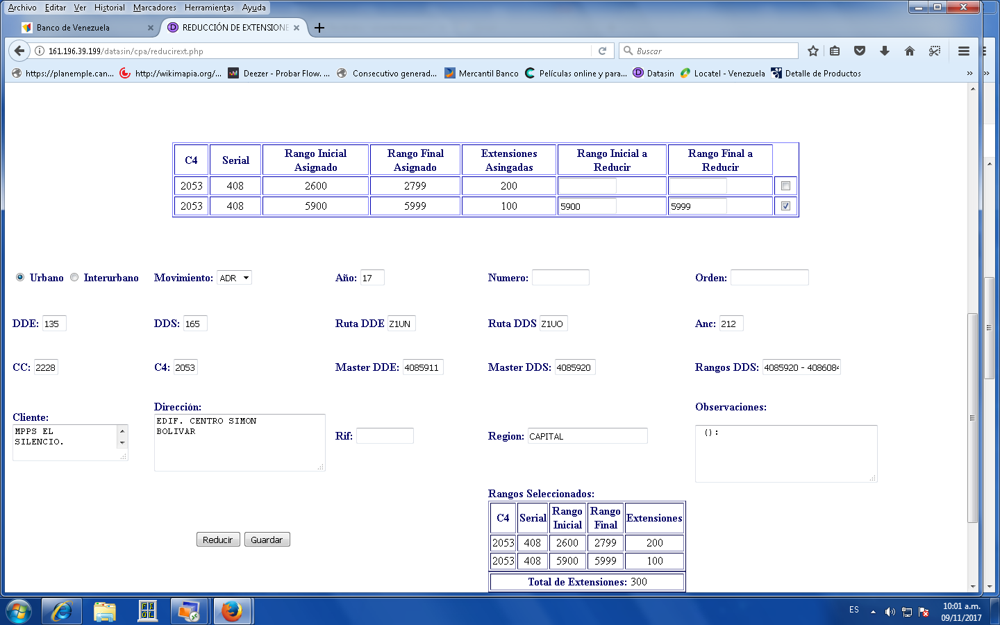 Archivo Editar Ver Historial Marcadores Herramientas Ayuda
Banco de Venezuela
REDUCCIÓN DE EXTENSIONE
161.196.39.199/datasin/cpa/reducirext.php
Buscar
https://planemple.can...
http://wikimapia.org/...
Deezer - Probar Flow. ...
Consecutivo generad...
Mercantil Banco
Películas online y para...
Datasin
Locatel - Venezuela
Detalle de Productos
C4 Serial Rango Inicial Asignado Rango Final Asignado Extensiones Asingadas Rango Inicial a Reducir Rango Final a Reducir
2053 408 2600 2799 200
2053 408 5900 5999 100 5900 5999
Urbano Interurbano Movimiento: ADR Año: 17 Numero: Orden:
DDE: 135 DDS: 165 Ruta DDE Z1UN Ruta DDS Z1UO Anc: 212
CC: 2228 C4: 2053 Master DDE: 4085911 Master DDS: 4085920 Rangos DDS: 4085920 - 4086084
Cliente:
MPPS EL
SILENCIO.
Dirección:
EDIF. CENTRO SIMON
BOLIVAR
Rif:
Region: CAPITAL
Observaciones:
():
Rangos Seleccionados:
C4 Serial Rango Inicial Rango Final Extensiones
2053 408 2600 2799 200
2053 408 5900 5999 100
Total de Extensiones: 300
Reducir Guardar
ES
10:01 a.m.
09/11/2017